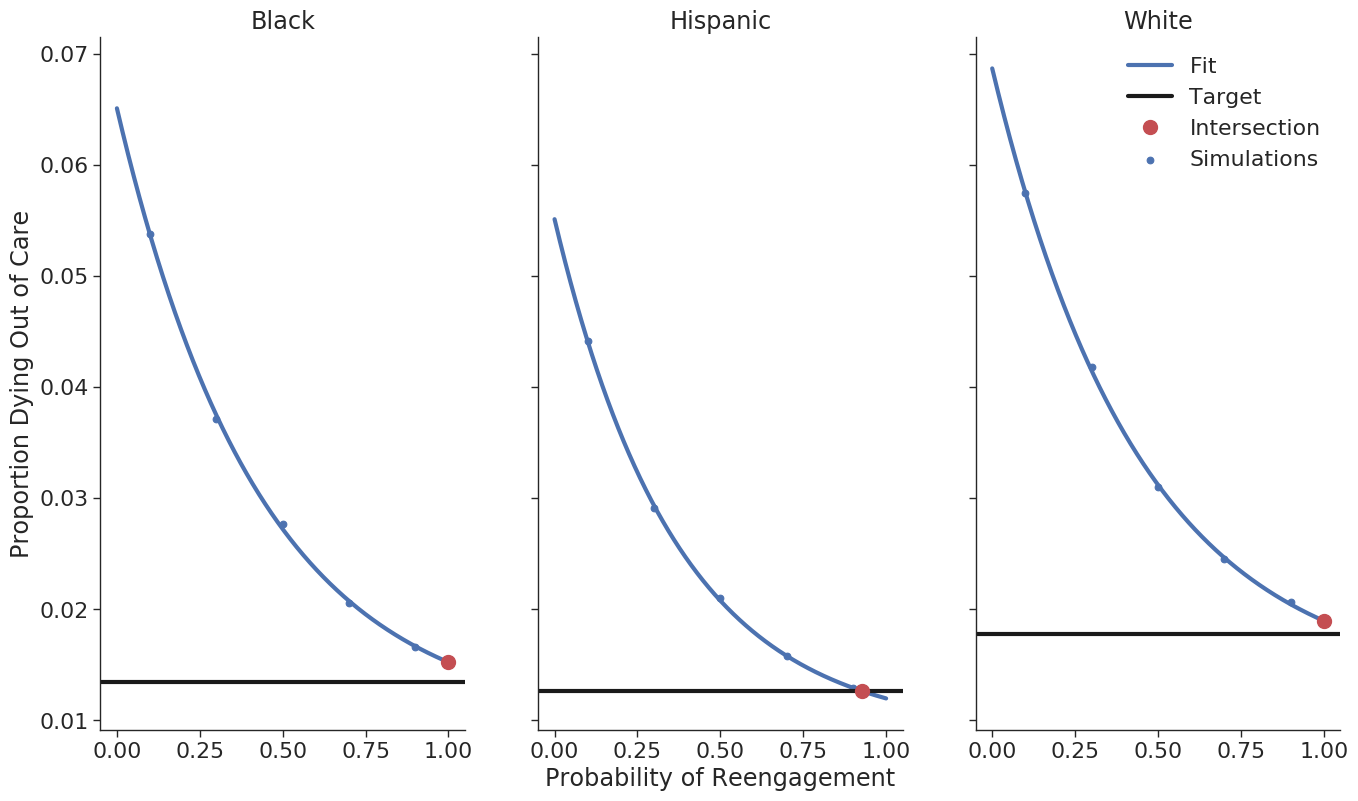 Black
Hispanic
White
Fit
Target
Intersection
Simulations
Proportion Dying Out of Care
0.07
0.06
0.05
0.04
0.03
0.02
0.01
0.00 0.25 0.50 0.75 1.00
0.00 0.25 0.50 0.75 1.00
0.00 0.25 0.50 0.75 1.00
Probability of Reengagement